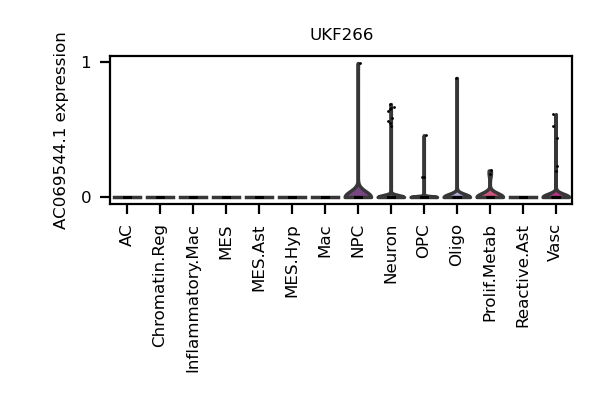 UKF266
AC069544.1 expression
1
0
AC
Chromatin.Reg
Inflammatory.Mac
MES
MES.Ast
MES.Hyp
Mac
NPC
Neuron
OPC
Oligo
Prolif.Metab
Reactive.Ast
Vasc